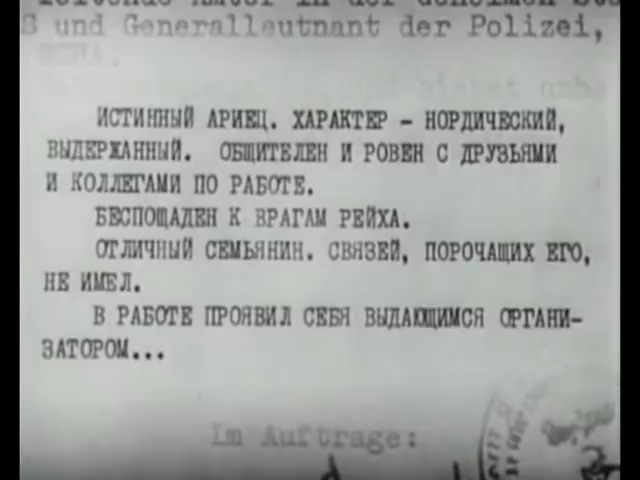 und Generalleutnant der Polizei,
ИСТИННЫЙ АРИЕЦ. ХАРАКТЕР – НОРДИЧЕСКИЙ,
ВЫДЕРЖАННЫЙ. ОБЩИТЕЛЕН И РОВЕН С ДРУЗЬЯМИ
И КОЛЛЕГАМИ ПО РАБОТЕ.
БЕСПОЩАДЕН К ВРАГАМ РЕЙХА.
ОТЛИЧНЫЙ СЕМЬЯНИН. СВЯЗЕЙ, ПОРОЧАЩИХ ЕГО,
НЕ ИМЕЛ.
В РАБОТЕ ПРОЯВИЛ СЕБЯ ВЫДАЮЩИМСЯ ОРГАНИ-
ЗАТОРОМ...
Im Auftrage: